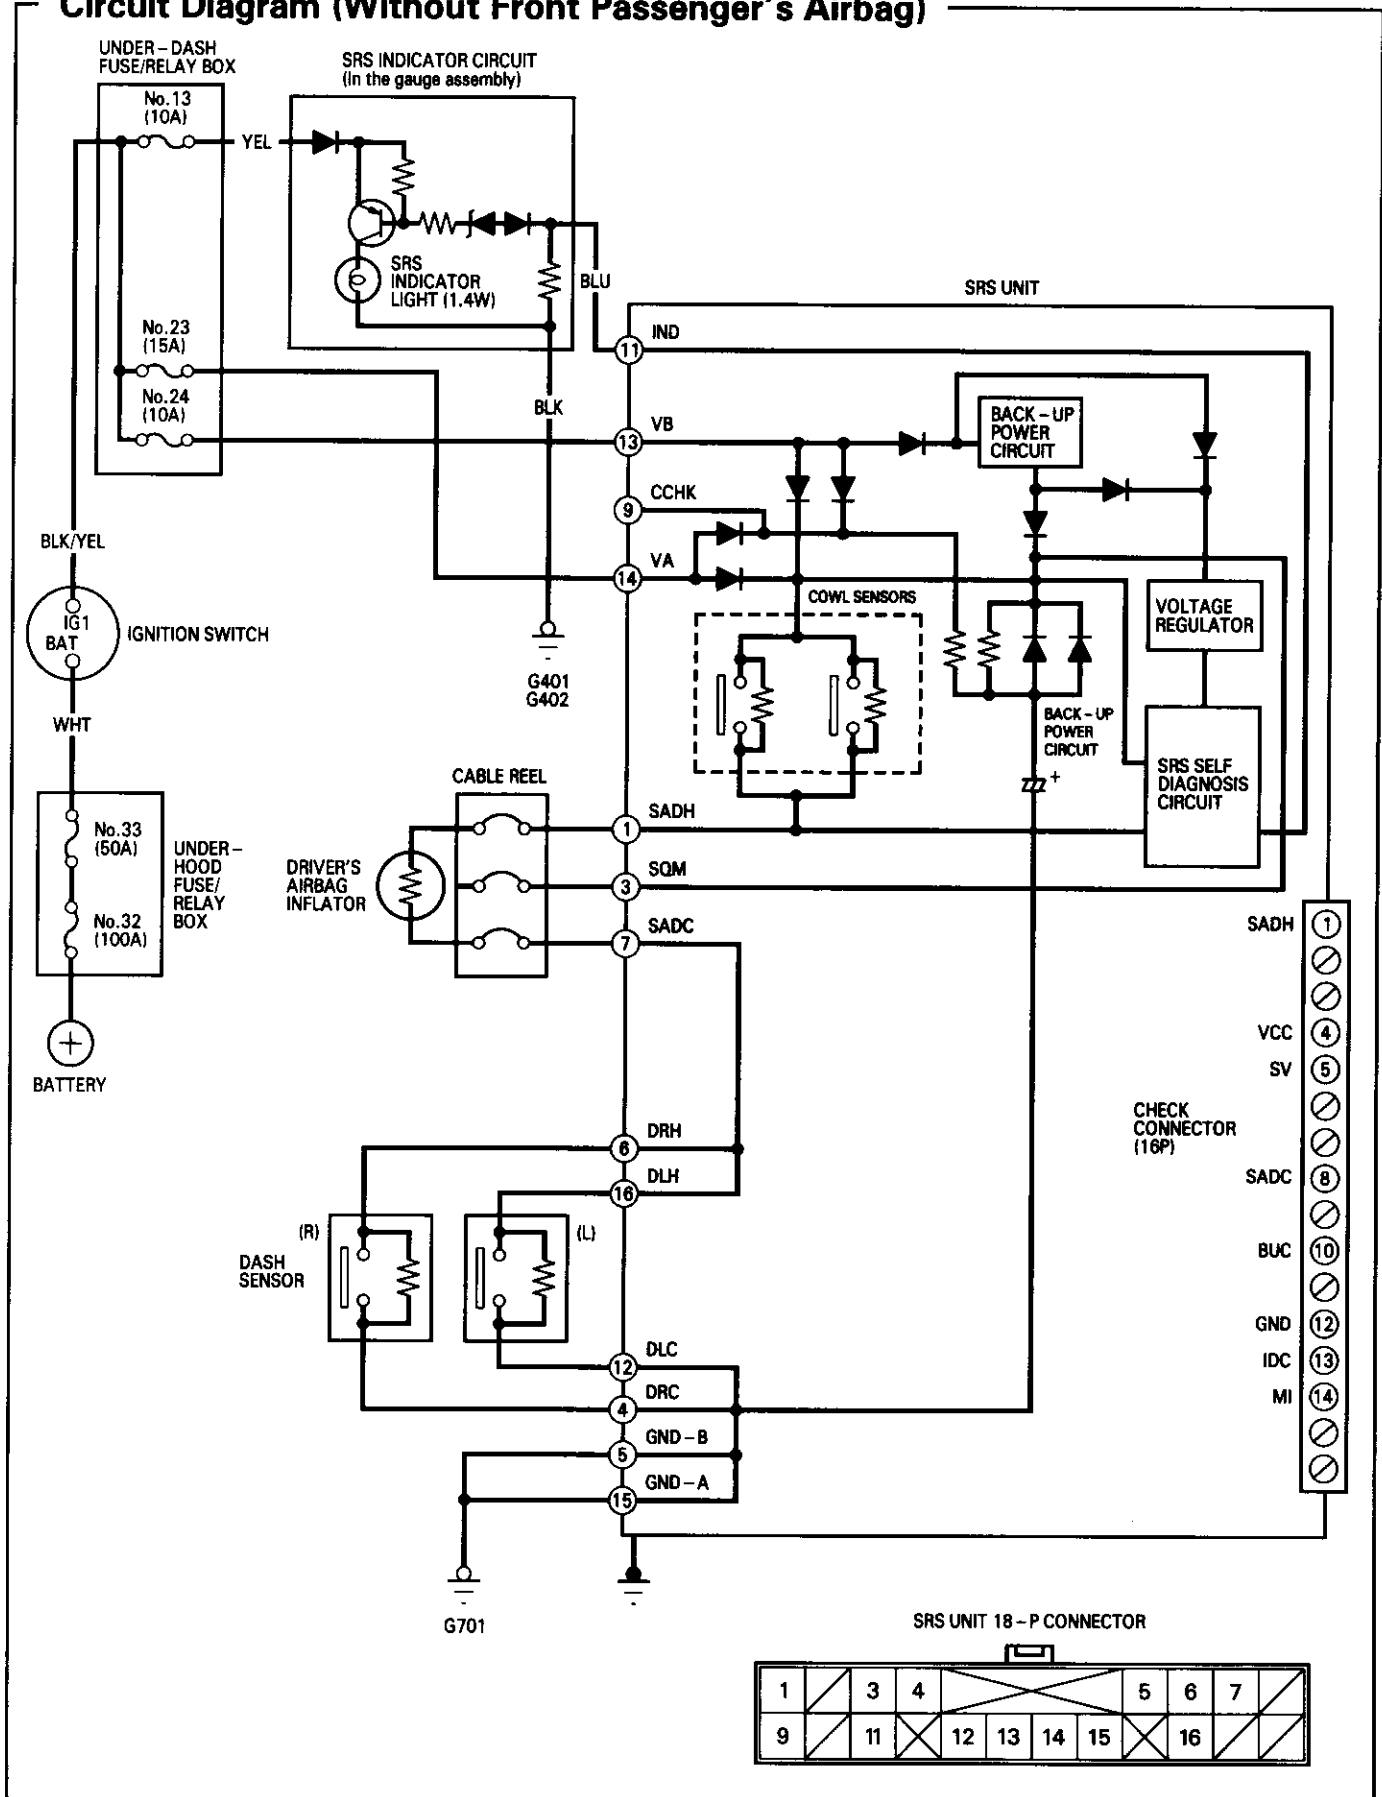 Circuit Diagram (Without Front Passenger's Airbag)
UNDER-DASH
FUSE/RELAY BOX
No.13
(10A)
YEL
SRS INDICATOR CIRCUIT
(In the gauge assembly)
SRS
INDICATOR
LIGHT (1.4W)
BLU
No.23
(15A)
No.24
(10A)
BLK
SRS UNIT
IND
11
VB
13
CCHK
9
VA
14
BACK-UP
POWER
CIRCUIT
BLK/YEL
IG1
BAT
IGNITION SWITCH
WHT
G401
G402
COWL SENSORS
VOLTAGE
REGULATOR
BACK-UP
POWER
CIRCUIT
+
SRS SELF
DIAGNOSIS
CIRCUIT
No.33
(50A)
No.32
(100A)
UNDER-
HOOD
FUSE/
RELAY
BOX
+
BATTERY
CABLE REEL
DRIVER'S
AIRBAG
INFLATOR
SADH
1
SQM
3
SADC
7
DRH
6
DLH
16
(R)
(L)
DASH
SENSOR
DLC
12
DRC
4
GND-B
5
GND-A
15
G701
SADH 1
VCC 4
SV 5
CHECK
CONNECTOR
(16P)
SADC 8
BUC 10
GND 12
IDC 13
MI 14
SRS UNIT 18-P CONNECTOR
1 3 4 5 6 7
9 11 12 13 14 15 16